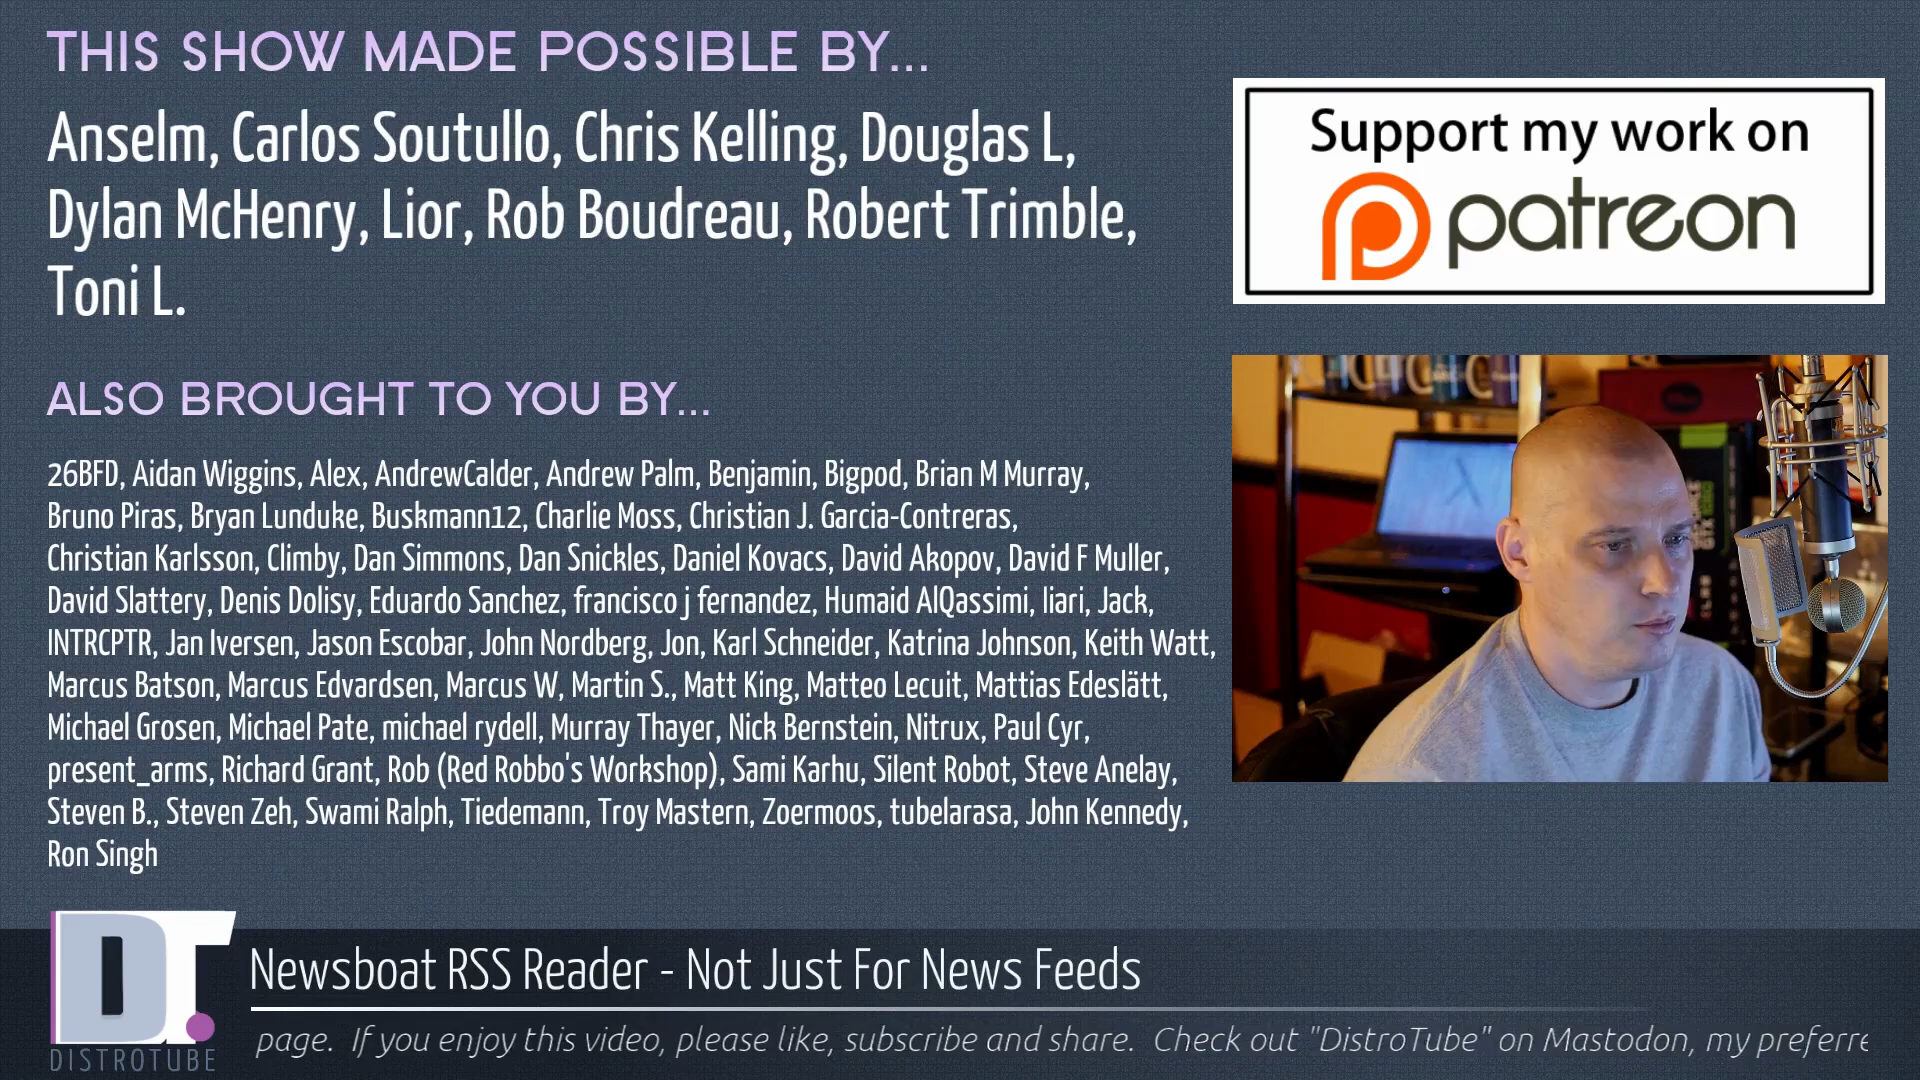 THIS SHOW MADE POSSIBLE BY...
Anselm, Carlos Soutullo, Chris Kelling, Douglas L,
Dylan McHenry, Lior, Rob Boudreau, Robert Trimble,
Toni L.
Support my work on
patreon
ALSO BROUGHT TO YOU BY...
26BFD, Aidan Wiggins, Alex, AndrewCalder, Andrew Palm, Benjamin, Bigpod, Brian M Murray,
Bruno Piras, Bryan Lunduke, Buskmann12, Charlie Moss, Christian J. Garcia-Contreras,
Christian Karlsson, Climby, Dan Simmons, Dan Snickles, Daniel Kovacs, David Akopov, David F Muller,
David Slattery, Denis Dolisy, Eduardo Sanchez, francisco j fernandez, Humaid AlQassimi, Jack,
INTRCPTR, Jan Iversen, Jason Escobar, John Nordberg, Jon, Karl Schneider, Katrina Johnson, Keith Watt,
Marcus Batson, Marcus Edvardsen, Marcus W, Martin S., Matt King, Matteo Lecuit, Mattias Edeslätt,
Michael Grosen, Michael Pate, michael rydell, Murray Thayer, Nick Bernstein, Nitrux, Paul Cyr,
present_arms, Richard Grant, Rob (Red Robbo's Workshop), Sami Karhu, Silent Robot, Steve Anelay,
Steven B., Steven Zeh, Swami Ralph, Tiedemann, Troy Mastern, Zoermoos, tubelarasa, John Kennedy,
Ron Singh
DT
DISTROTUBE
Newsboat RSS Reader - Not Just For News Feeds
page. If you enjoy this video, please like, subscribe and share. Check out "DistroTube" on Mastodon, my preferre